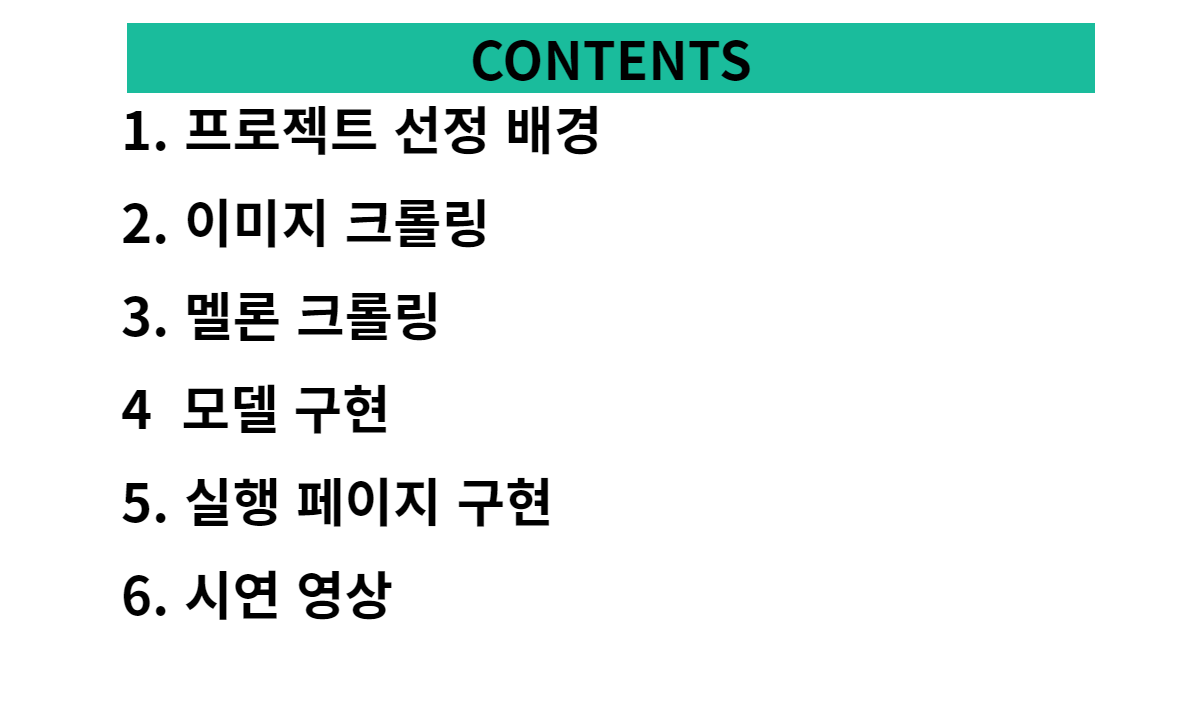 CONTENTS
1. 프로젝트 선정 배경
2. 이미지 크롤링
3. 멜론 크롤링
4 모델 구현
5. 실행 페이지 구현
6. 시연 영상